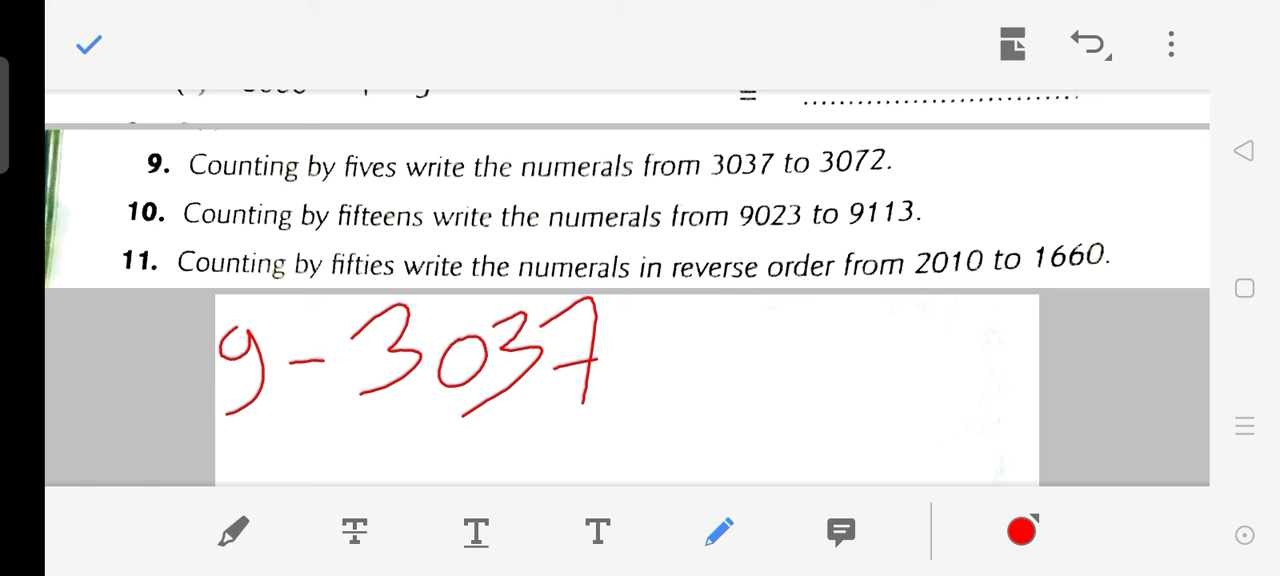 =
9. Counting by fives write the numerals from 3037 to 3072.
10. Counting by fifteens write the numerals from 9023 to 9113.
11. Counting by fifties write the numerals in reverse order from 2010 to 1660.
9 - 3037
T T T